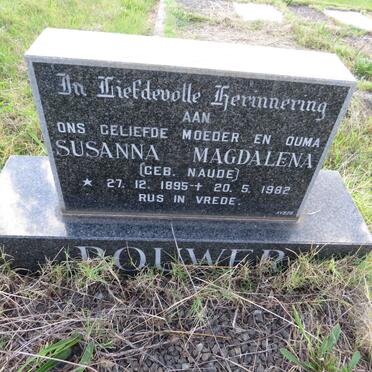 In Liefdevolle Herinnering
AAN
ONS GELIEFDE MOEDER EN OUMA
SUSANNA MAGDALENA
(GEB. NAUDE)
* 27. 12. 1895 - + 20. 5. 1982
RUS IN VREDE.
BOUWER